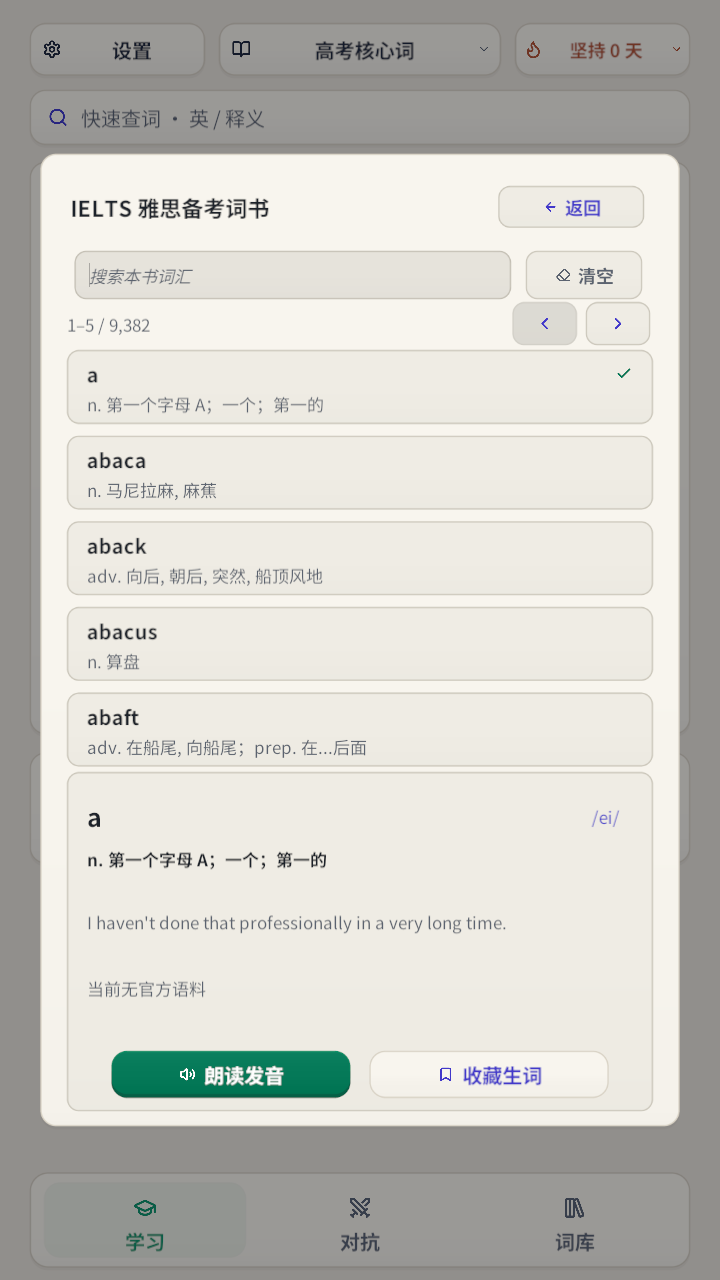 设置
高考核心词
坚持 0 天
快速查词 • 英 / 释义
IELTS 雅思备考词书
返回
搜索本书词汇
清空
1–5 / 9,382
a
n. 第一个字母 A；一个；第一的
abaca
n. 马尼拉麻, 麻蕉
aback
adv. 向后, 朝后, 突然, 船顶风地
abacus
n. 算盘
abaft
adv. 在船尾, 向船尾；prep. 在...后面
a
/ei/
n. 第一个字母 A；一个；第一的
I haven't done that professionally in a very long time.
当前无官方语料
朗读发音
收藏生词
学习
对抗
词库